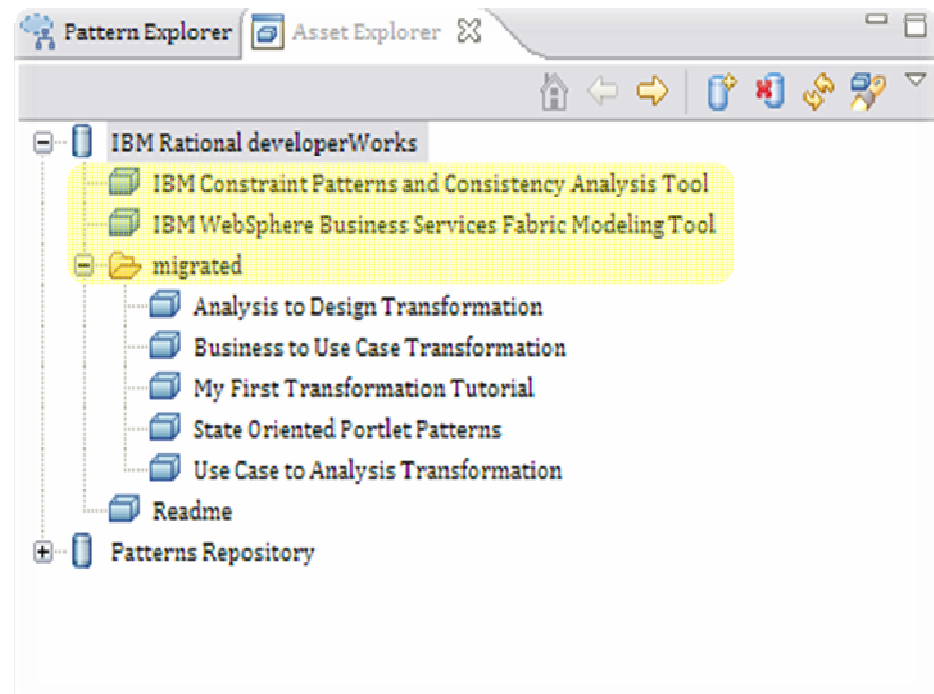 Pattern Explorer Asset Explorer
IBM Rational developerWorks
IBM Constraint Patterns and Consistency Analysis Tool
IBM WebSphere Business Services Fabric Modeling Tool
migrated
Analysis to Design Transformation
Business to Use Case Transformation
My First Transformation Tutorial
State Oriented Portlet Patterns
Use Case to Analysis Transformation
Readme
Patterns Repository